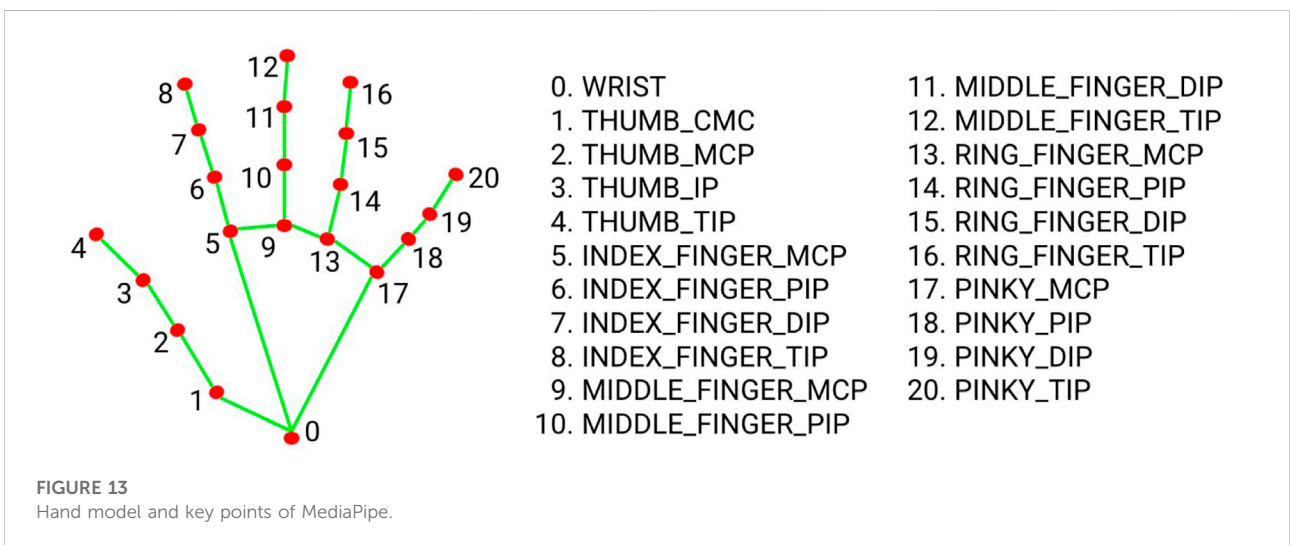 12
8
16
11
7
15
10
6
20
14
19
4
5
9
13
18
3
17
2
1
0
0. WRIST
1. THUMB_CMC
2. THUMB_MCP
3. THUMB_IP
4. THUMB_TIP
5. INDEX_FINGER_MCP
6. INDEX_FINGER_PIP
7. INDEX_FINGER_DIP
8. INDEX_FINGER_TIP
9. MIDDLE_FINGER_MCP
10. MIDDLE_FINGER_PIP
11. MIDDLE_FINGER_DIP
12. MIDDLE_FINGER_TIP
13. RING_FINGER_MCP
14. RING_FINGER_PIP
15. RING_FINGER_DIP
16. RING_FINGER_TIP
17. PINKY_MCP
18. PINKY_PIP
19. PINKY_DIP
20. PINKY_TIP
FIGURE 13
Hand model and key points of MediaPipe.